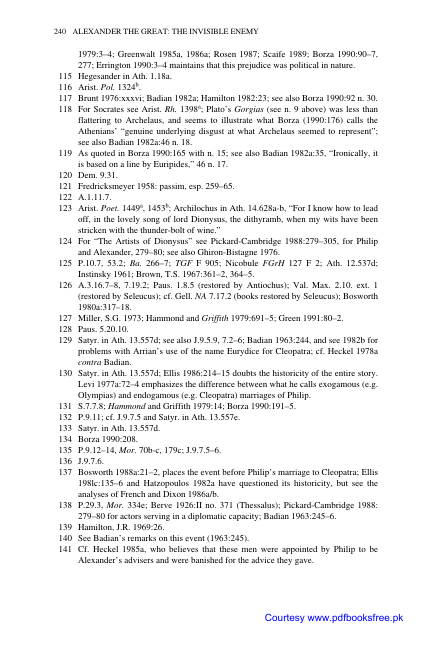 240 ALEXANDER THE GREAT: THE INVISIBLE ENEMY
1979:3–4; Greenwalt 1985a, 1986a; Rosen 1987; Scaife 1989; Borza 1990:90–7,
277; Errington 1990:3–4 maintains that this prejudice was political in nature.
115 Hegesander in Ath. 1.18a.
116 Arist. Pol. 1324ᵇ.
117 Brunt 1976:xxxvi; Badian 1982a; Hamilton 1982:23; see also Borza 1990:92 n. 30.
118 For Socrates see Arist. Rh. 1398ᵃ; Plato's Gorgias (see n. 9 above) was less than
flattering to Archelaus, and seems to illustrate what Borza (1990:176) calls the
Athenians' “genuine underlying disgust at what Archelaus seemed to represent”;
see also Badian 1982a:46 n. 18.
119 As quoted in Borza 1990:165 with n. 15; see also Badian 1982a:35, “Ironically, it
is based on a line by Euripides,” 46 n. 17.
120 Dem. 9.31.
121 Fredricksmeyer 1958: passim, esp. 259–65.
122 A.1.11.7.
123 Arist. Poet. 1449ᵃ, 1453ᵇ; Archilochus in Ath. 14.628a-b, “For I know how to lead
off, in the lovely song of lord Dionysus, the dithyramb, when my wits have been
stricken with the thunder-bolt of wine.”
124 For “The Artists of Dionysus” see Pickard-Cambridge 1988:279–305, for Philip
and Alexander, 279–80; see also Ghiron-Bistagne 1976.
125 P.10.7, 53.2; Ba. 266–7; TGF F 905; Nicobule FGrH 127 F 2; Ath. 12.537d;
Instinsky 1961; Brown, T.S. 1967:361–2, 364–5.
126 A.3.16.7–8, 7.19.2; Paus. 1.8.5 (restored by Antiochus); Val. Max. 2.10. ext. 1
(restored by Seleucus); cf. Gell. NA 7.17.2 (books restored by Seleucus); Bosworth
1980a:317–18.
127 Miller, S.G. 1973; Hammond and Griffith 1979:691–5; Green 1991:80–2.
128 Paus. 5.20.10.
129 Satyr. in Ath. 13.557d; see also J.9.5.9, 7.2–6; Badian 1963:244, and see 1982b for
problems with Arrian's use of the name Eurydice for Cleopatra; cf. Heckel 1978a
contra Badian.
130 Satyr. in Ath. 13.557d; Ellis 1986:214–15 doubts the historicity of the entire story.
Levi 1977a:72–4 emphasizes the difference between what he calls exogamous (e.g.
Olympias) and endogamous (e.g. Cleopatra) marriages of Philip.
131 S.7.7.8; Hammond and Griffith 1979:14; Borza 1990:191–5.
132 P.9.11; cf. J.9.7.5 and Satyr. in Ath. 13.557e.
133 Satyr. in Ath. 13.557d.
134 Borza 1990:208.
135 P.9.12–14, Mor. 70b-c, 179c; J.9.7.5–6.
136 J.9.7.6.
137 Bosworth 1988a:21–2, places the event before Philip's marriage to Cleopatra; Ellis
198lc:135–6 and Hatzopoulos 1982a have questioned its historicity, but see the
analyses of French and Dixon 1986a/b.
138 P.29.3, Mor. 334e; Berve 1926:II no. 371 (Thessalus); Pickard-Cambridge 1988:
279–80 for actors serving in a diplomatic capacity; Badian 1963:245–6.
139 Hamilton, J.R. 1969:26.
140 See Badian's remarks on this event (1963:245).
141 Cf. Heckel 1985a, who believes that these men were appointed by Philip to be
Alexander's advisers and were banished for the advice they gave.
Courtesy www.pdfbooksfree.pk